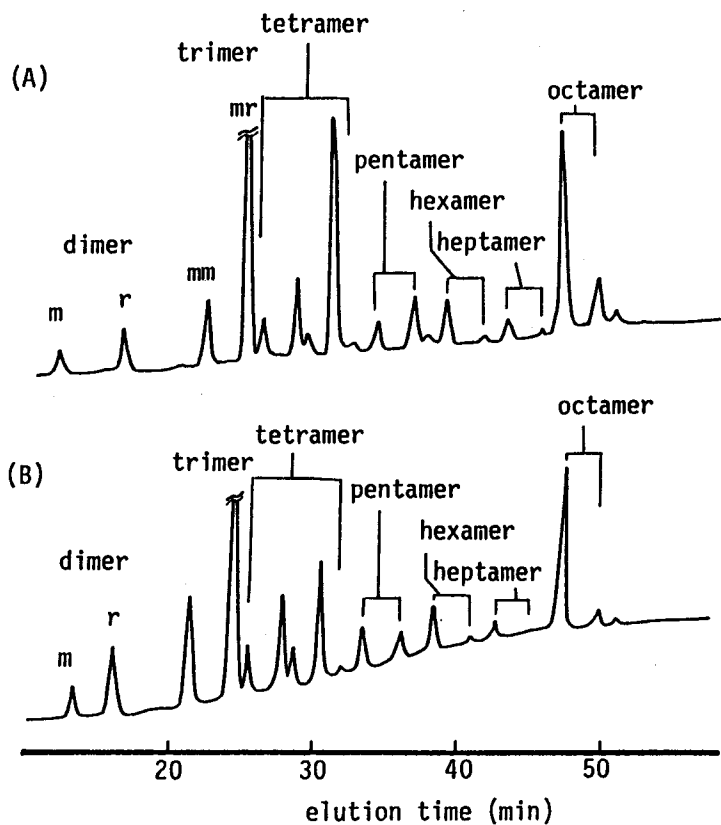 tetramer
trimer
(A)
mr
octamer
pentamer
hexamer
heptamer
dimer
mm
m
r
octamer
tetramer
(B)
trimer
pentamer
hexamer
heptamer
dimer
r
m
20 30 40 50
elution time (min)